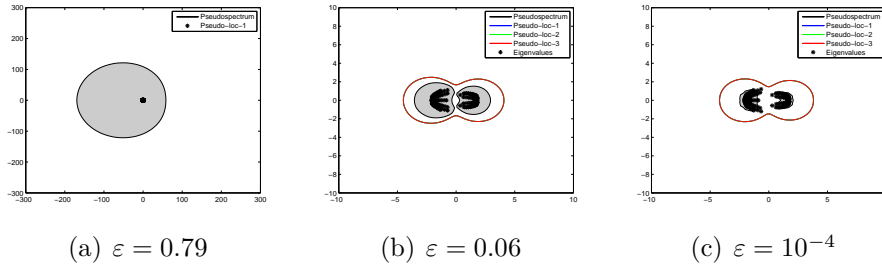 300
200
100
0
−100
−200
−300
−300 −200 −100 0 100 200 300
Pseudospectrum
Pseudo−loc−1
10
8
6
4
2
0
−2
−4
−6
−8
−10
−10 −5 0 5 10
Pseudospectrum
Pseudo−loc−1
Pseudo−loc−2
Pseudo−loc−3
Eigenvalues
10
8
6
4
2
0
−2
−4
−6
−8
−10
−10 −5 0 5
Pseudospectrum
Pseudo−loc−1
Pseudo−loc−2
Pseudo−loc−3
Eigenvalues
(a) ε = 0.79
(b) ε = 0.06
(c) ε = 10⁻⁴